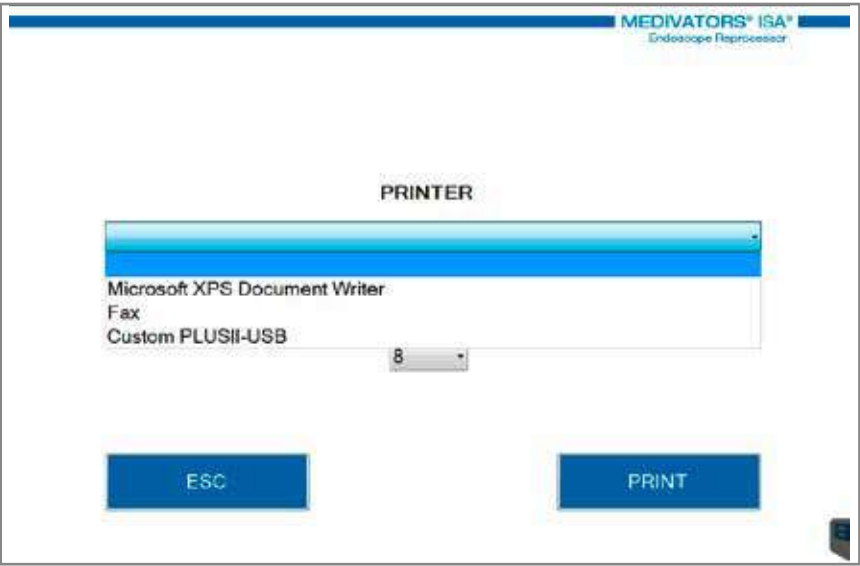 MEDIVATORS® ISA®
Endoscope Reprocessor
PRINTER
Microsoft XPS Document Writer
Fax
Custom PLUSII-USB
8
ESC
PRINT